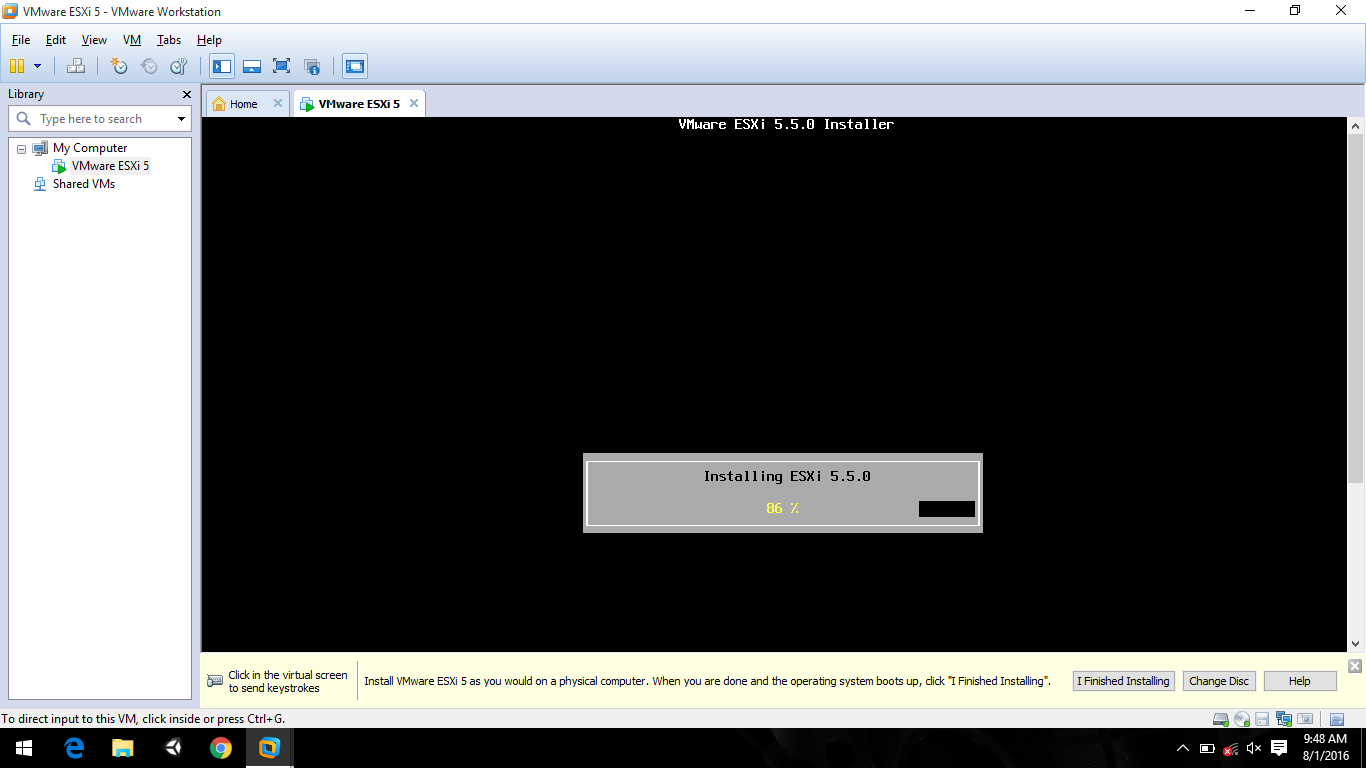 VMware ESXi 5 - VMware Workstation
File Edit View VM Tabs Help
Library
Type here to search
My Computer
VMware ESXi 5
Shared VMs
Home
VMware ESXi 5
VMware ESXi 5.5.0 Installer
Installing ESXi 5.5.0
86 %
Click in the virtual screen
to send keystrokes
Install VMware ESXi 5 as you would on a physical computer. When you are done and the operating system boots up, click "I Finished Installing".
I Finished Installing
Change Disc
Help
To direct input to this VM, click inside or press Ctrl+G.
9:48 AM
8/1/2016